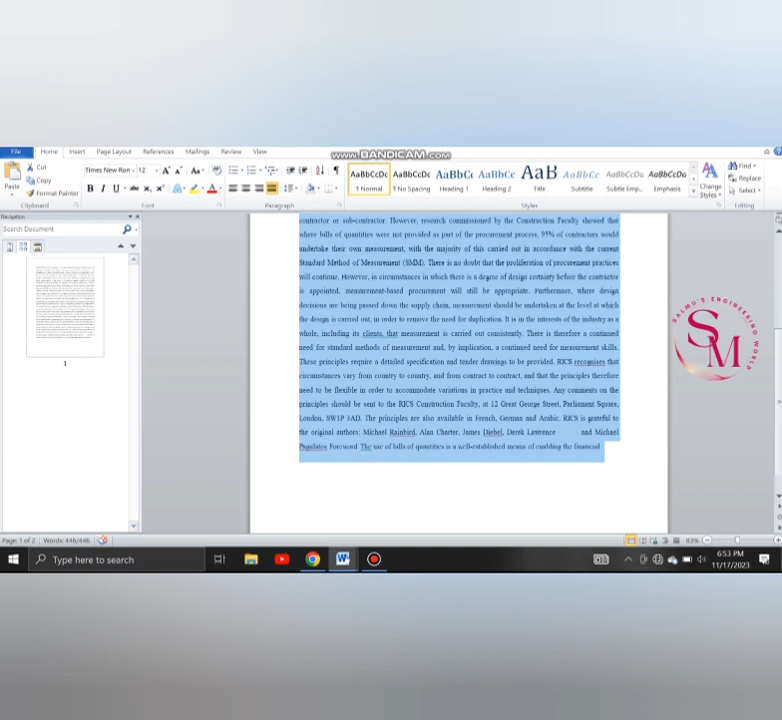 WWW.BANDICAM.COM
File Home Insert Page Layout References Mailings Review View
Cut
Copy
Format Painter
Paste
Clipboard
Times New Ron 12
Font
Paragraph
AaBbCcDc AaBbCcDc AaBbC AaBbCc AaB AaBbCc AaBbCcDc AaBbCcDa
¶ Normal ¶ No Spacing Heading 1 Heading 2 Title Subtitle Subtle Emp... Emphasis
Styles
Change Styles
Find
Replace
Select
Editing
Navigation
Search Document
1
contractor or sub-contractor. However, research commissioned by the Construction Faculty showed that
where bills of quantities were not provided as part of the procurement process, 95% of contractors would
undertake their own measurement, with the majority of this carried out in accordance with the current
Standard Method of Measurement (SMM). There is no doubt that the proliferation of procurement practices
will continue. However, in circumstances in which there is a degree of design certainty before the contractor
is appointed, measurement-based procurement will still be appropriate. Furthermore, where design
decisions are being passed down the supply chain, measurement should be undertaken at the level at which
the design is carried out, in order to remove the need for duplication. It is in the interests of the industry as a
whole, including its clients, that measurement is carried out consistently. There is therefore a continued
need for standard methods of measurement and, by implication, a continued need for measurement skills.
These principles require a detailed specification and tender drawings to be provided. RICS recognises that
circumstances vary from country to country, and from contract to contract, and that the principles therefore
need to be flexible in order to accommodate variations in practice and techniques. Any comments on the
principles should be sent to the RICS Construction Faculty, at 12 Great George Street, Parliament Square,
London, SW1P 3AD. The principles are also available in French, German and Arabic. RICS is grateful to
the original authors: Michael Rainbird, Alan Charter, James Diebel, Derek Lawrence and Michael
Papulatos Foreword The use of bills of quantities is a well-established means of enabling the financial
SALMU'S ENGINEERING WORLD
SM
Page: 1 of 2 Words: 446/446
83%
Type here to search
6:53 PM
11/17/2023